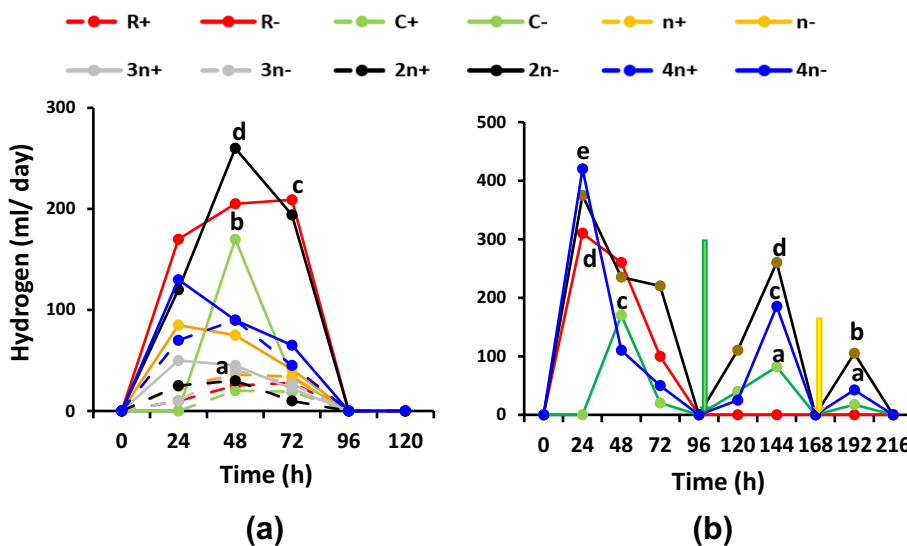 R+ R- C+ C- n+ n-
3n+ 3n- 2n+ 2n- 4n+ 4n-
Hydrogen (ml/ day)
300
200
100
0
d
c
b
a
0 24 48 72 96 120
Time (h)
(a)
500
400
300
200
100
0
e
d
c
d
c
a
b
a
0 24 48 72 96 120 144 168 192 216
Time (h)
(b)